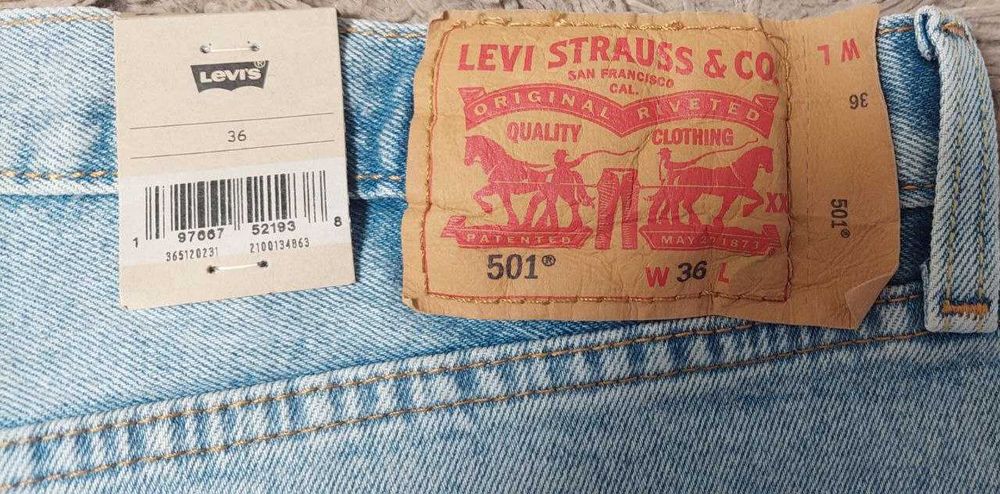 LEVI'S®
36
1 97667 52193 8
365120231 2100134863
LEVI STRAUSS & CO.
SAN FRANCISCO
CAL.
ORIGINAL RIVETED
QUALITY CLOTHING
XX
PATENTED MAY 20 1873
501®
W 36 L
W L
36
501®